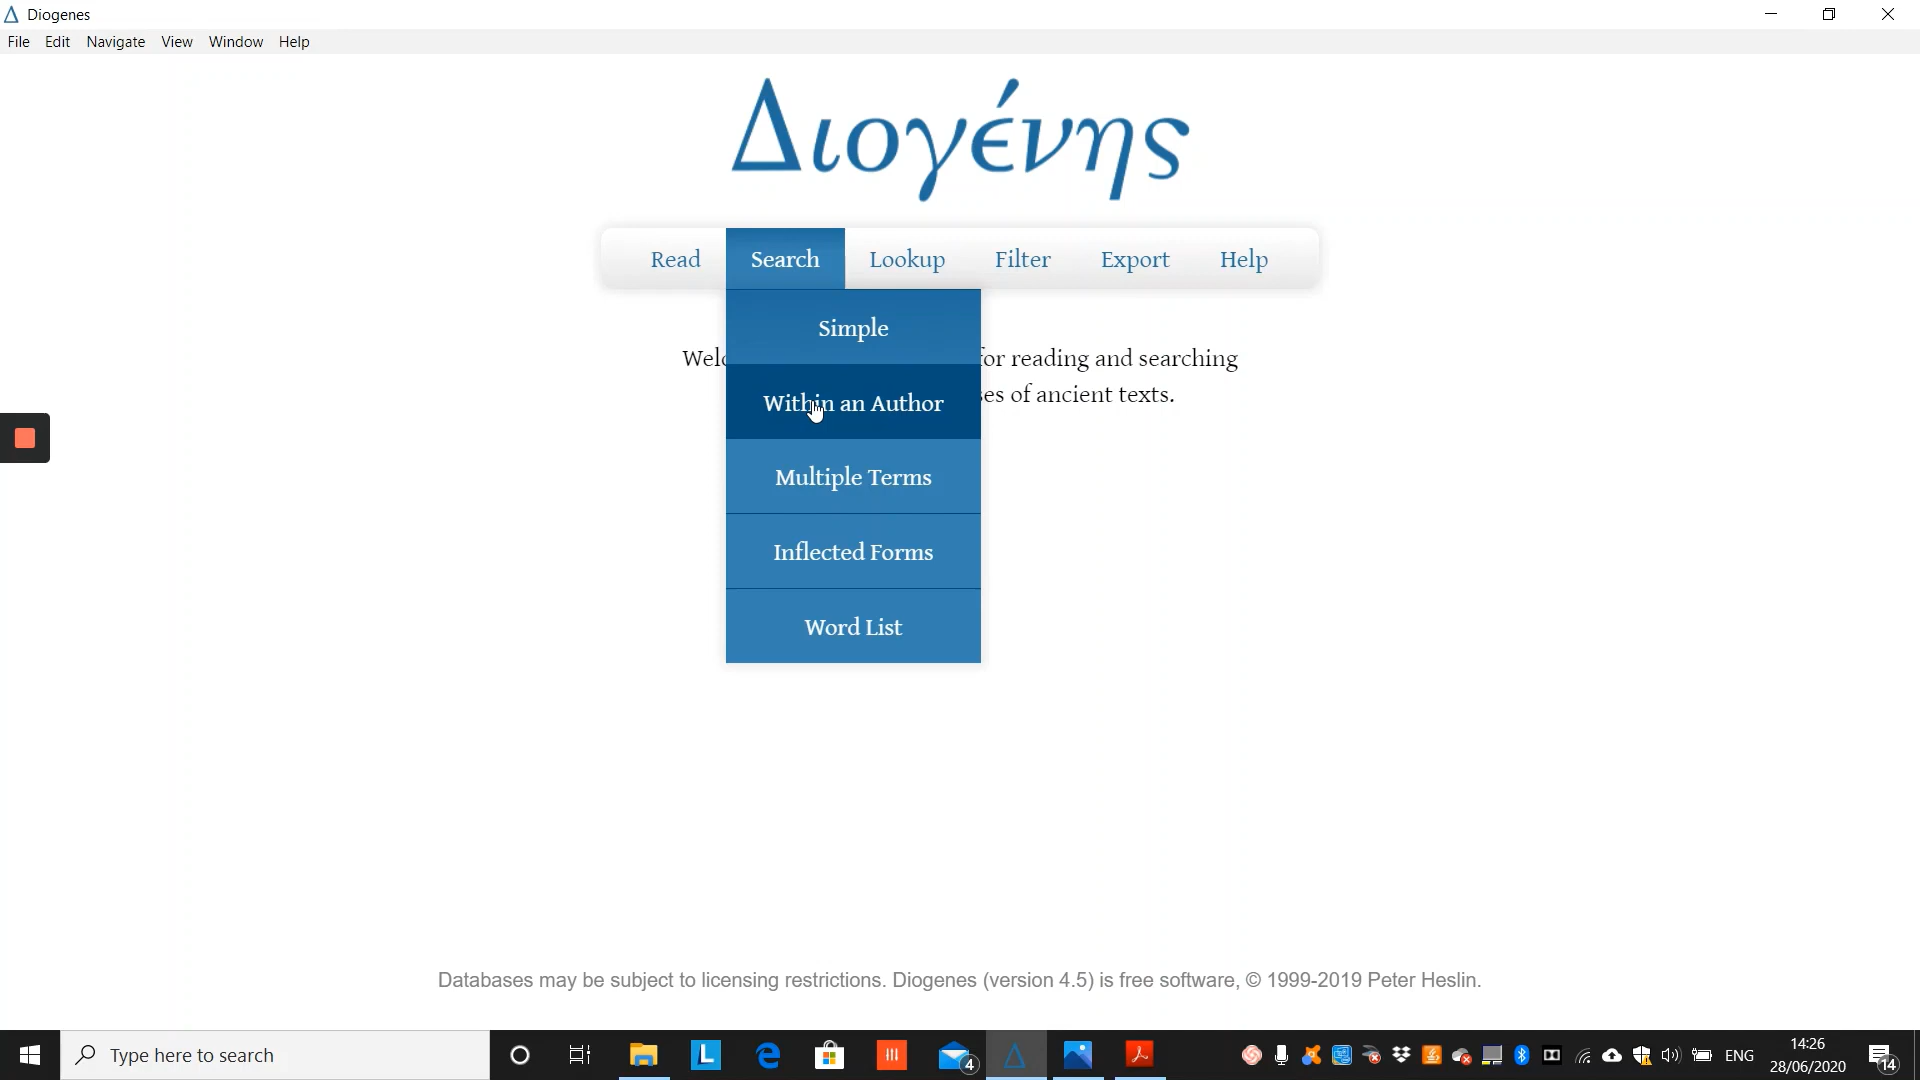 Diogenes
File Edit Navigate View Window Help
Διογένης
Read Search Lookup Filter Export Help
Simple
for reading and searching
Within an Author
of ancient texts.
Multiple Terms
Inflected Forms
Word List
Databases may be subject to licensing restrictions. Diogenes (version 4.5) is free software, © 1999-2019 Peter Heslin.
Type here to search
L
4
ENG
14:26
28/06/2020
14